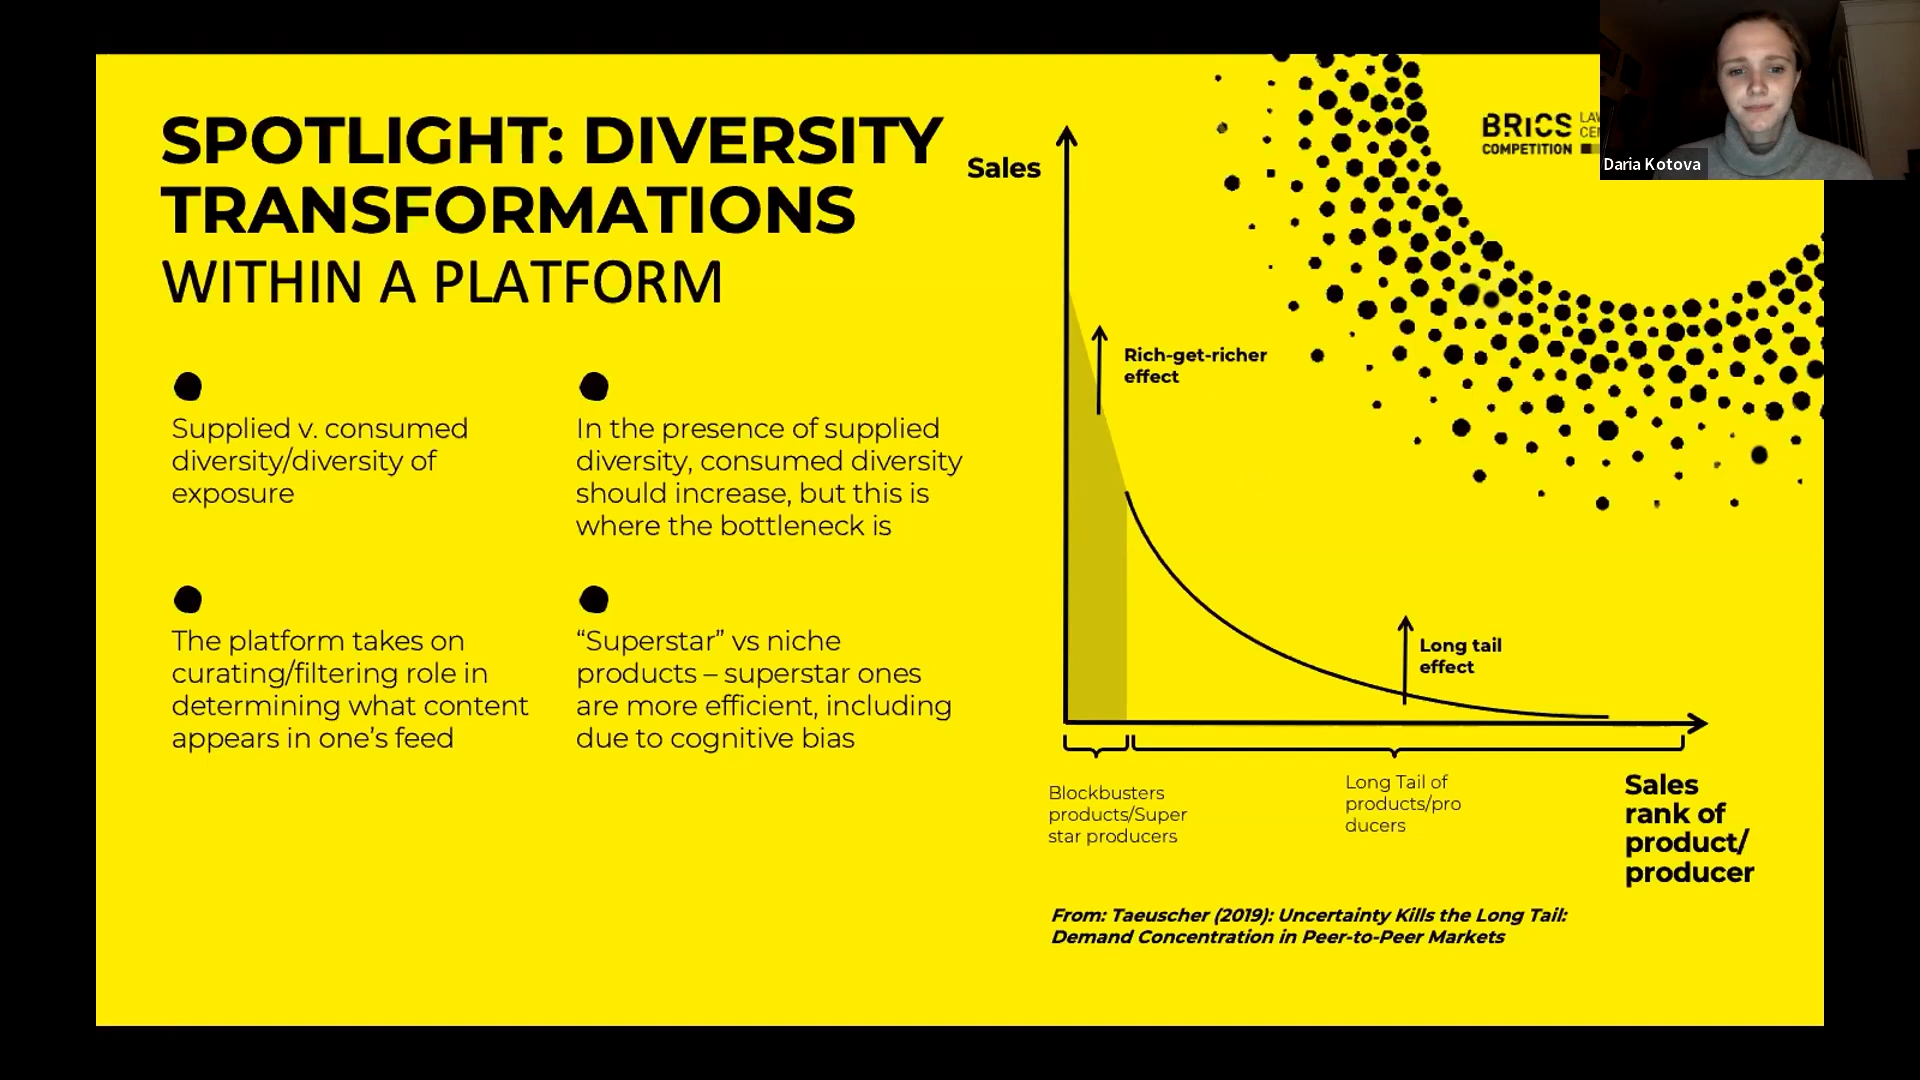 SPOTLIGHT: DIVERSITY
TRANSFORMATIONS
WITHIN A PLATFORM
Supplied v. consumed
diversity/diversity of
exposure
In the presence of supplied
diversity, consumed diversity
should increase, but this is
where the bottleneck is
The platform takes on
curating/filtering role in
determining what content
appears in one's feed
“Superstar” vs niche
products – superstar ones
are more efficient, including
due to cognitive bias
Sales
Rich-get-richer
effect
Long tail
effect
Blockbusters
products/Super
star producers
Long Tail of
products/pro
ducers
Sales
rank of
product/
producer
From: Taeuscher (2019): Uncertainty Kills the Long Tail:
Demand Concentration in Peer-to-Peer Markets
BRICS
COMPETITION
Daria Kotova